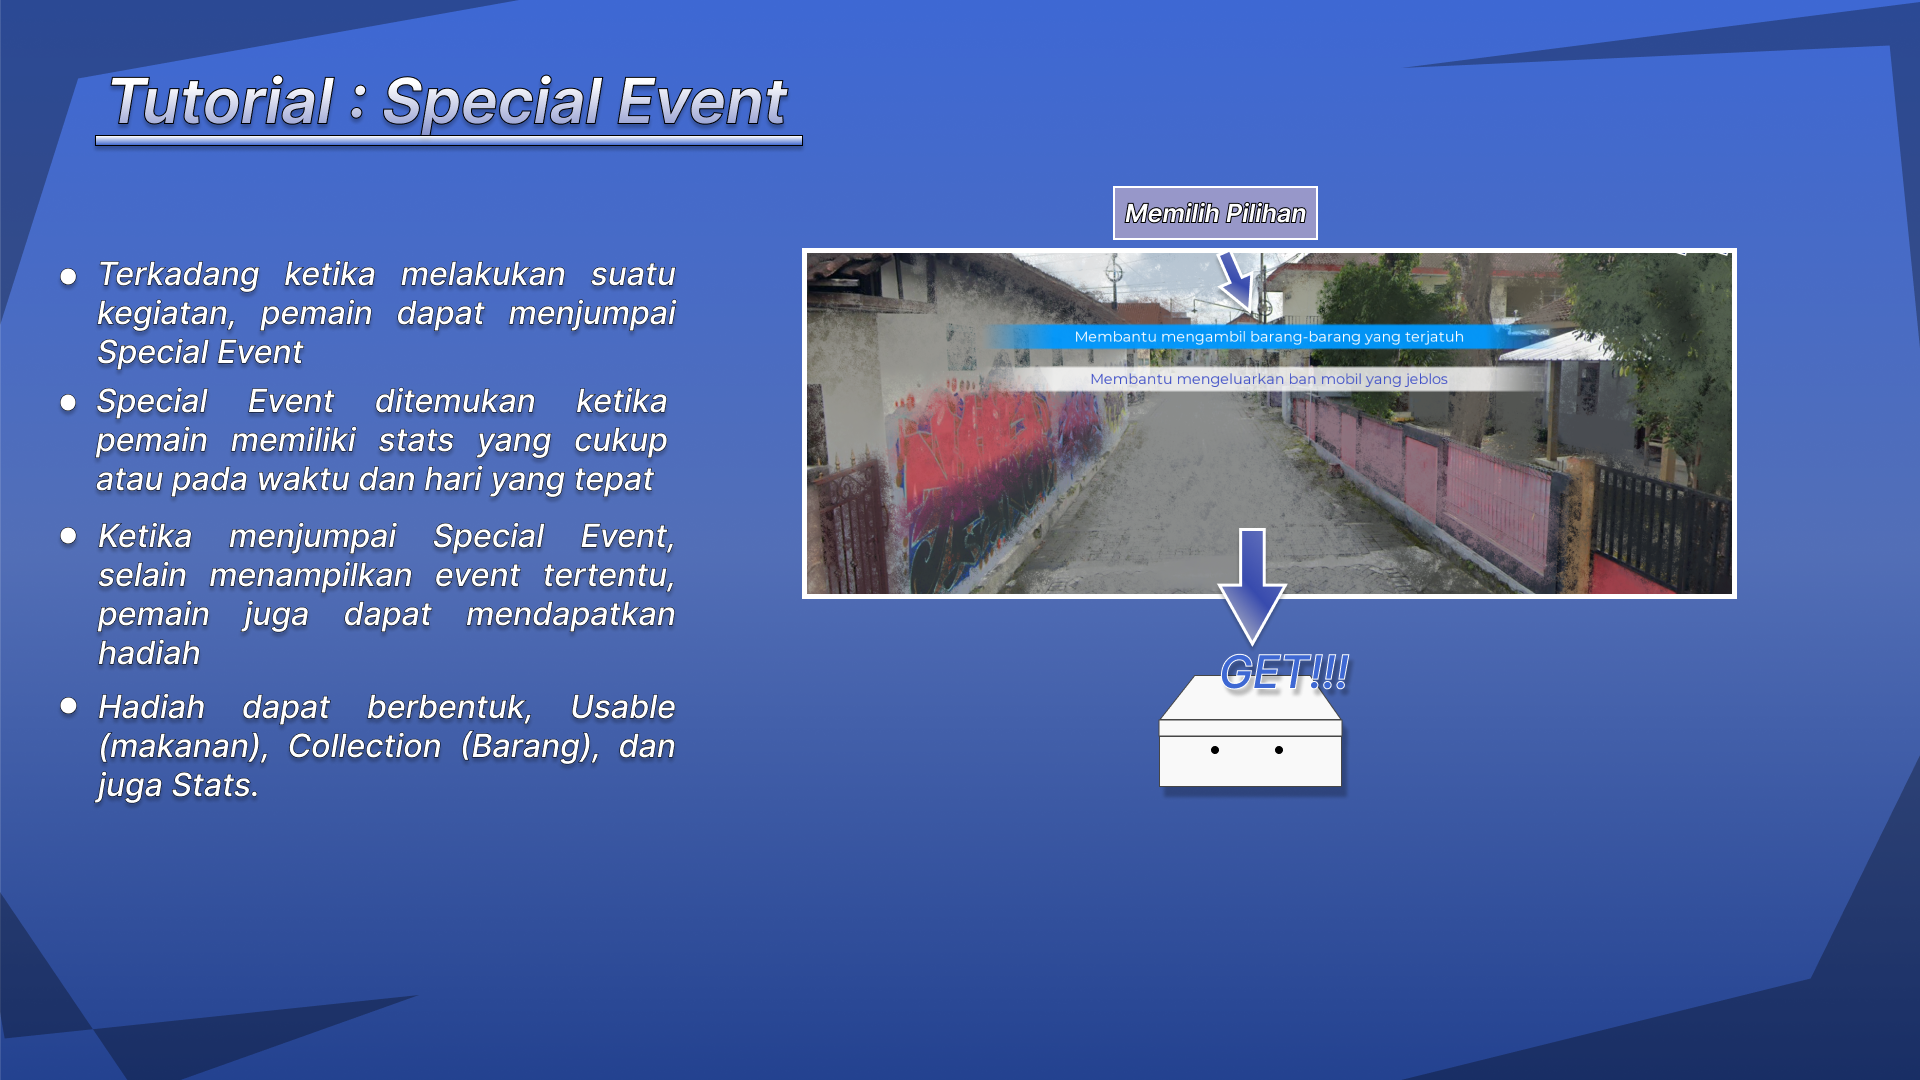 Tutorial : Special Event
Terkadang ketika melakukan suatu
kegiatan, pemain dapat menjumpai
Special Event
Special Event ditemukan ketika
pemain memiliki stats yang cukup
atau pada waktu dan hari yang tepat
Ketika menjumpai Special Event,
selain menampilkan event tertentu,
pemain juga dapat mendapatkan
hadiah
Hadiah dapat berbentuk, Usable
(makanan), Collection (Barang), dan
juga Stats.
Memilih Pilihan
Membantu mengambil barang-barang yang terjatuh
Membantu mengeluarkan ban mobil yang jeblos
GET!!!